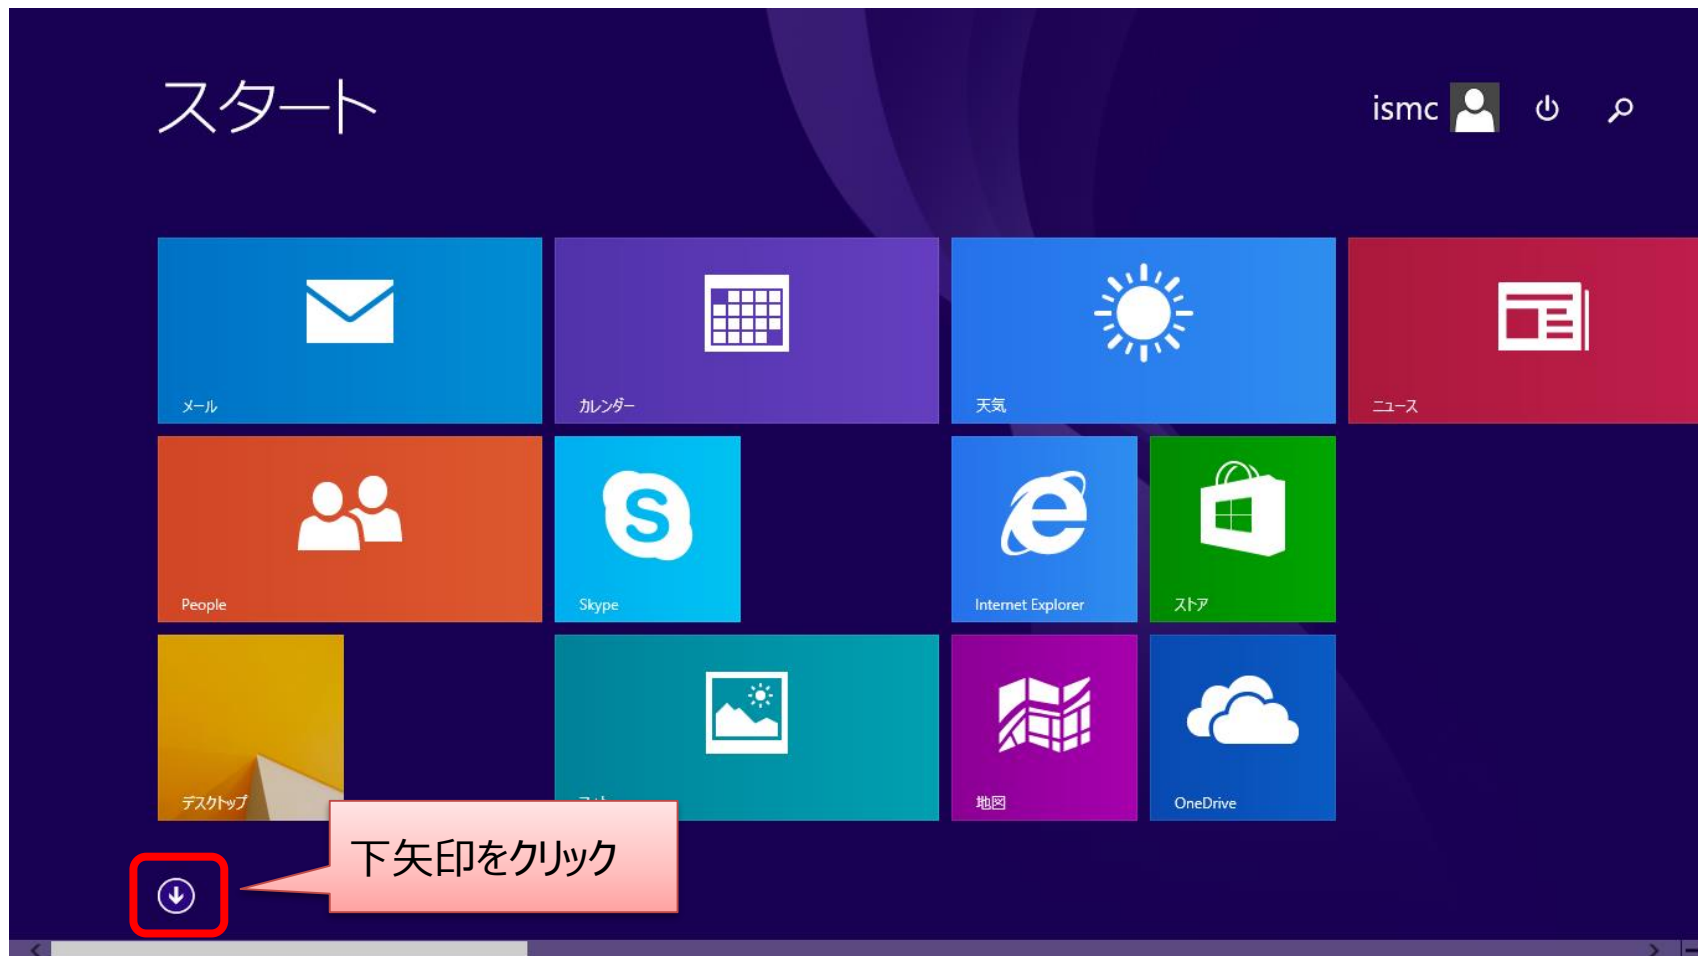 スタート
ismc
メール
カレンダー
天気
ニュース
People
Skype
Internet Explorer
ストア
デスクトップ
地図
OneDrive
下矢印をクリック